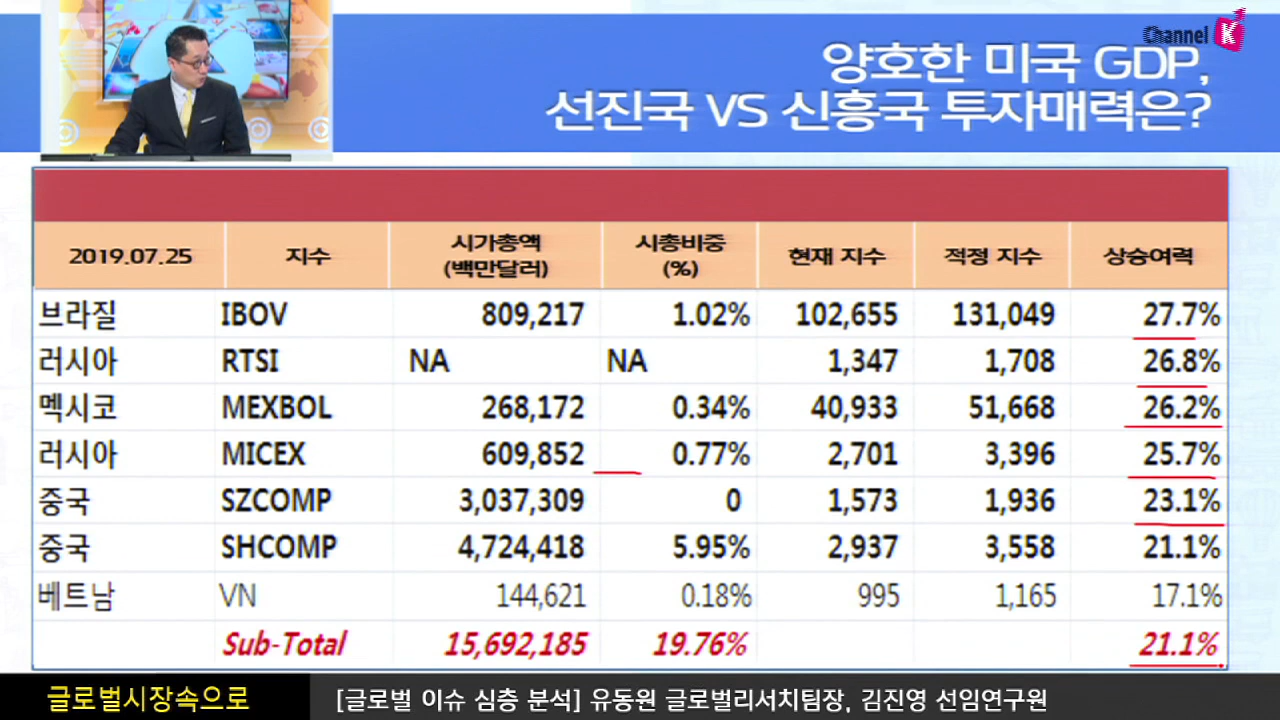 Channel K
양호한 미국 GDP,
선진국 VS 신흥국 투자매력은?
2019.07.25 지수 시가총액 (백만달러) 시총비중 (%) 현재 지수 적정 지수 상승여력
브라질 IBOV 809,217 1.02% 102,655 131,049 27.7%
러시아 RTSI NA NA 1,347 1,708 26.8%
멕시코 MEXBOL 268,172 0.34% 40,933 51,668 26.2%
러시아 MICEX 609,852 0.77% 2,701 3,396 25.7%
중국 SZCOMP 3,037,309 0 1,573 1,936 23.1%
중국 SHCOMP 4,724,418 5.95% 2,937 3,558 21.1%
베트남 VN 144,621 0.18% 995 1,165 17.1%
Sub-Total 15,692,185 19.76% 21.1%
글로벌시장속으로 [글로벌 이슈 심층 분석] 유동원 글로벌리서치팀장, 김진영 선임연구원